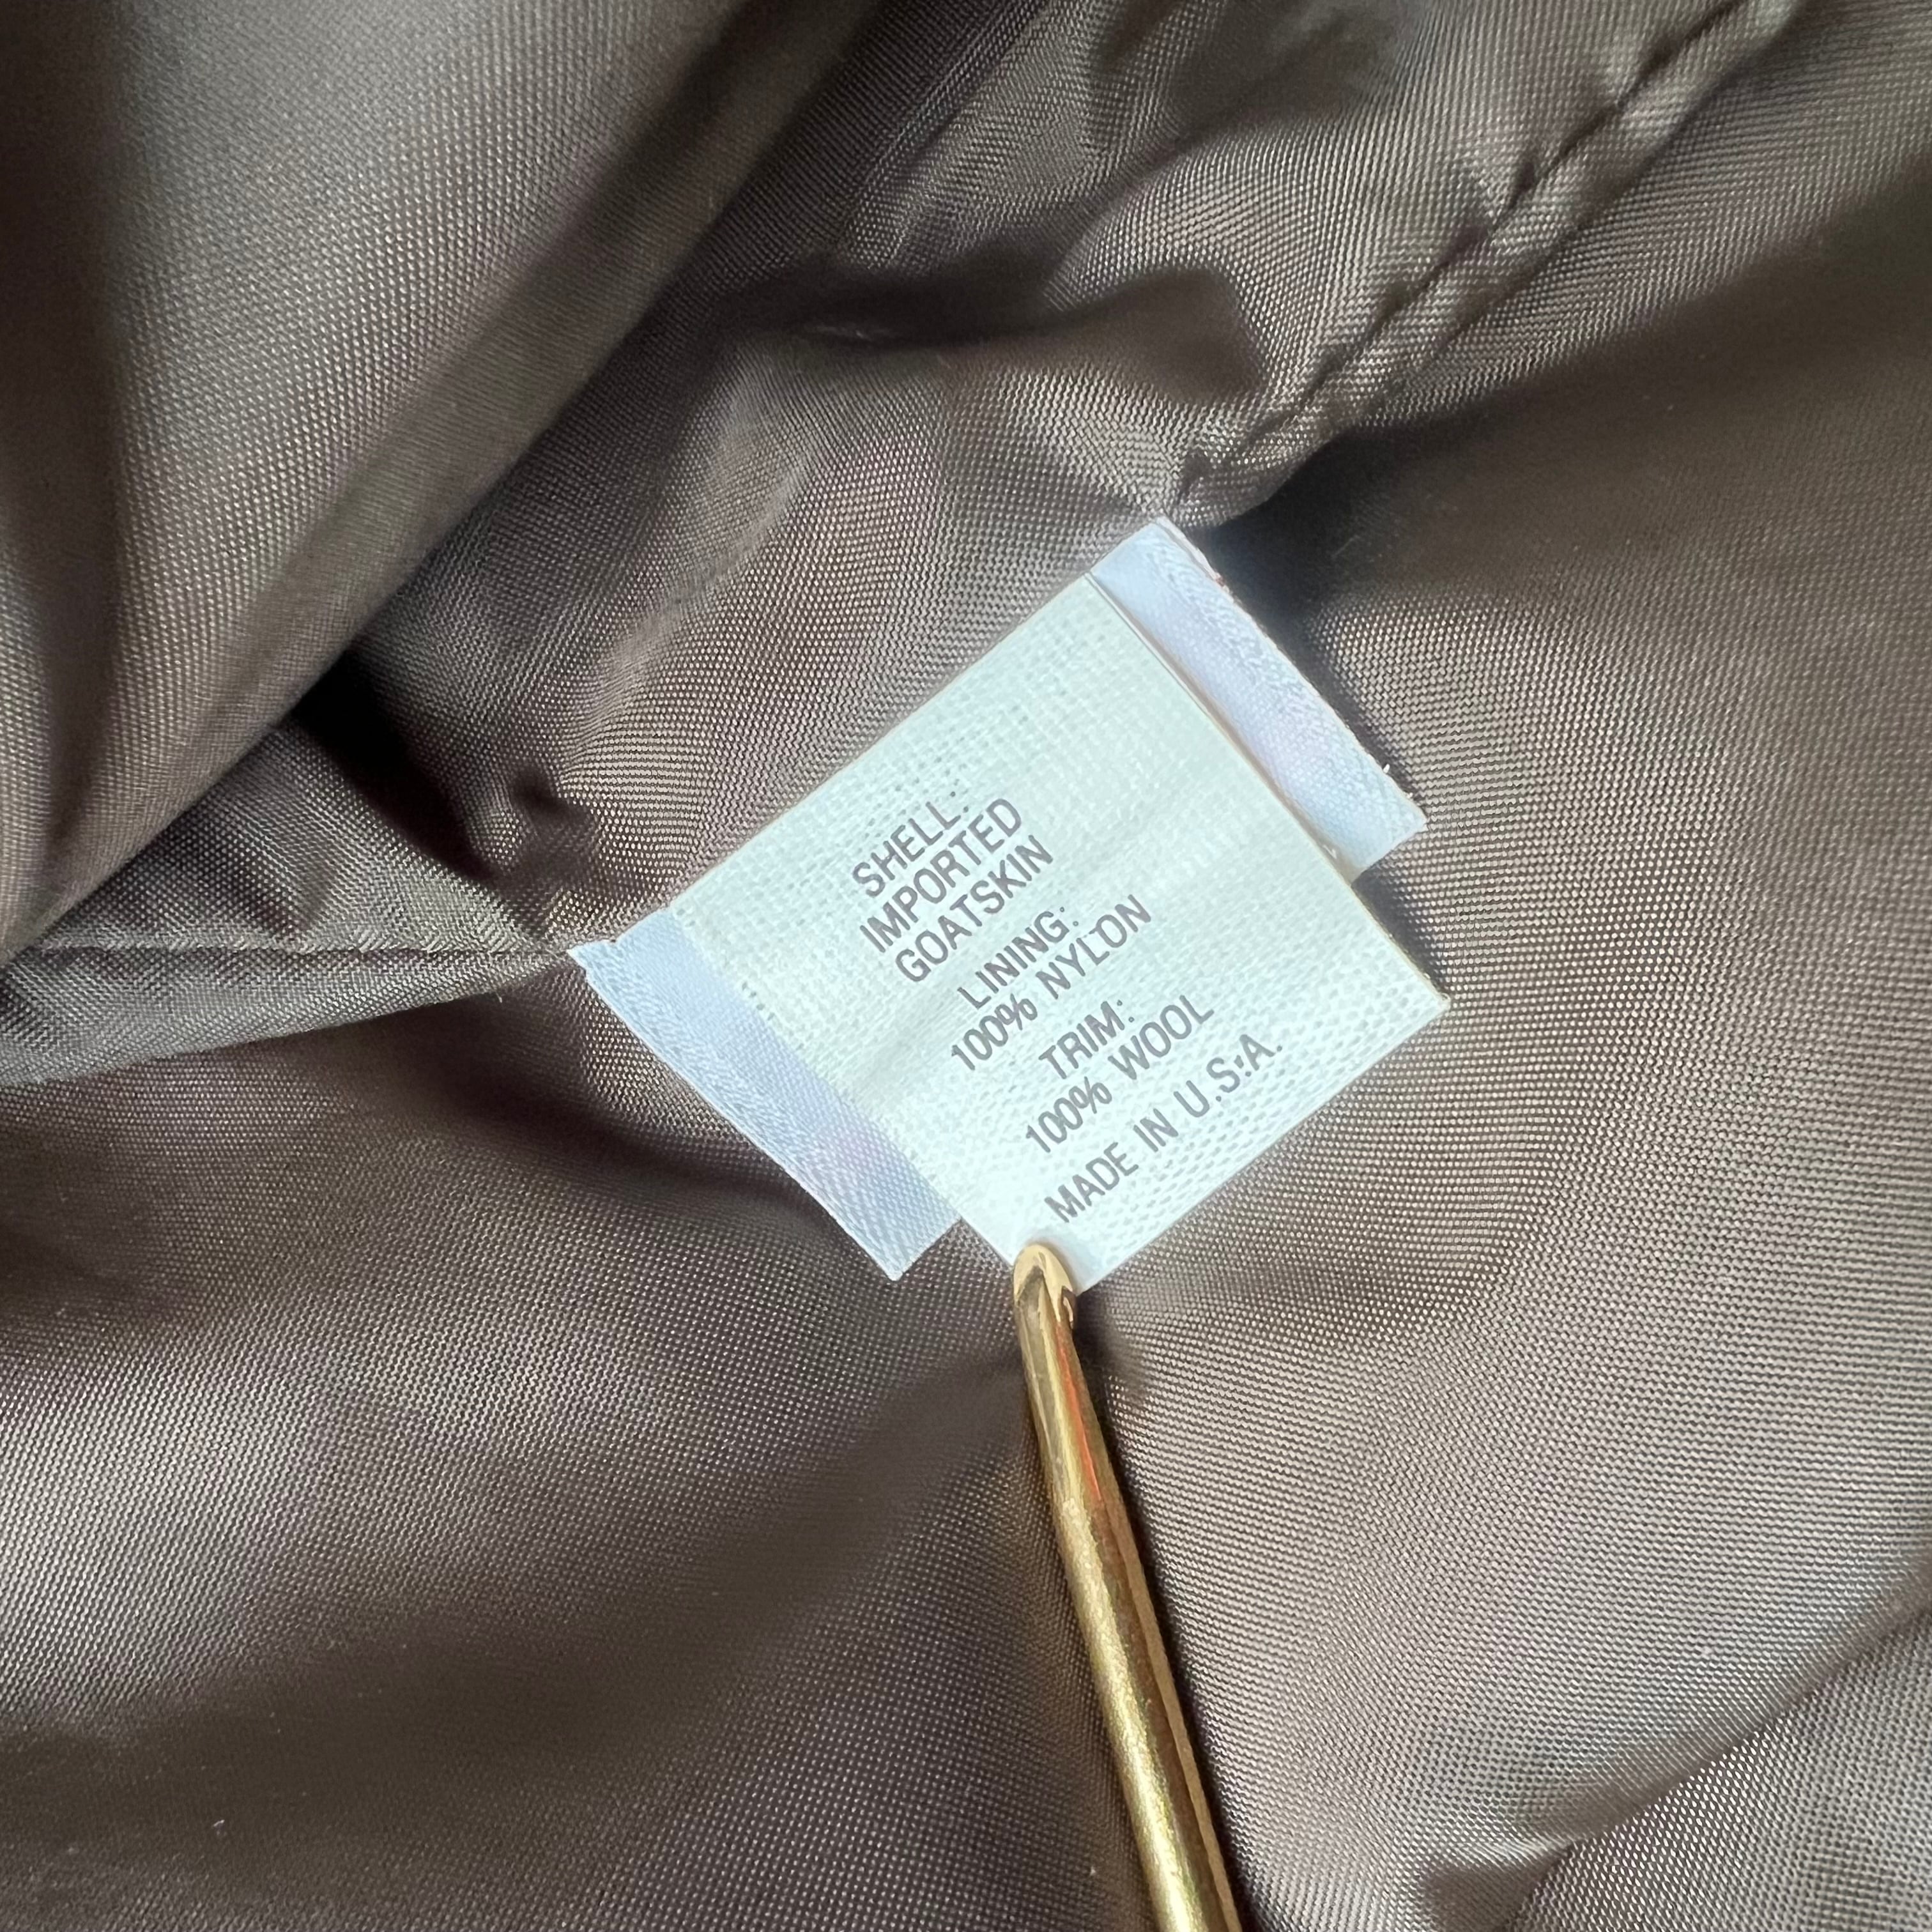 SHELL:
IMPORTED
GOATSKIN
LINING:
100% NYLON
TRIM:
100% WOOL
MADE IN U.S.A.